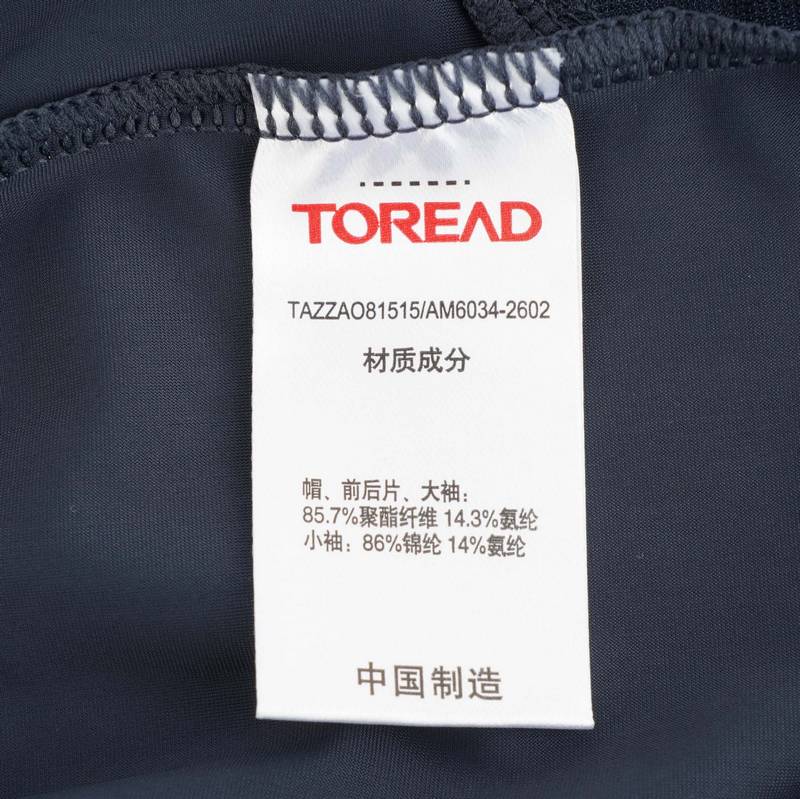 TOREAD
TAZZAO81515/AM6034-2602
材质成分
帽、前后片、大袖：
85.7%聚酯纤维 14.3%氨纶
小袖：86%锦纶 14%氨纶
中国制造